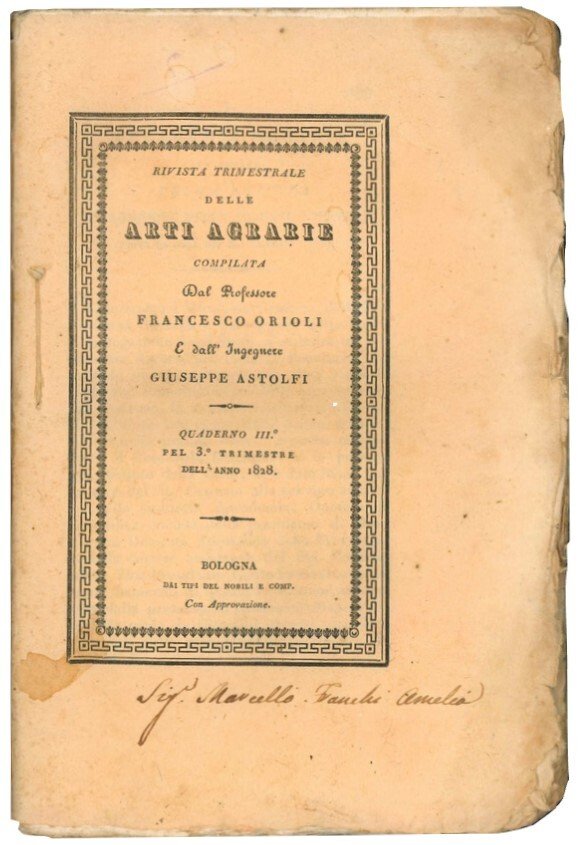 RIVISTA TRIMESTRALE
DELLE
ARTI AGRARIE
COMPILATA
Dal Professore
FRANCESCO ORIOLI
E dall' Ingegnere
GIUSEPPE ASTOLFI
QUADERNO III.º
PEL 3.º TRIMESTRE
DELL' ANNO 1828.
BOLOGNA
DAI TIPI DEL NOBILI E COMP.
Con Approvazione.
Sig.r Marcello Amelia